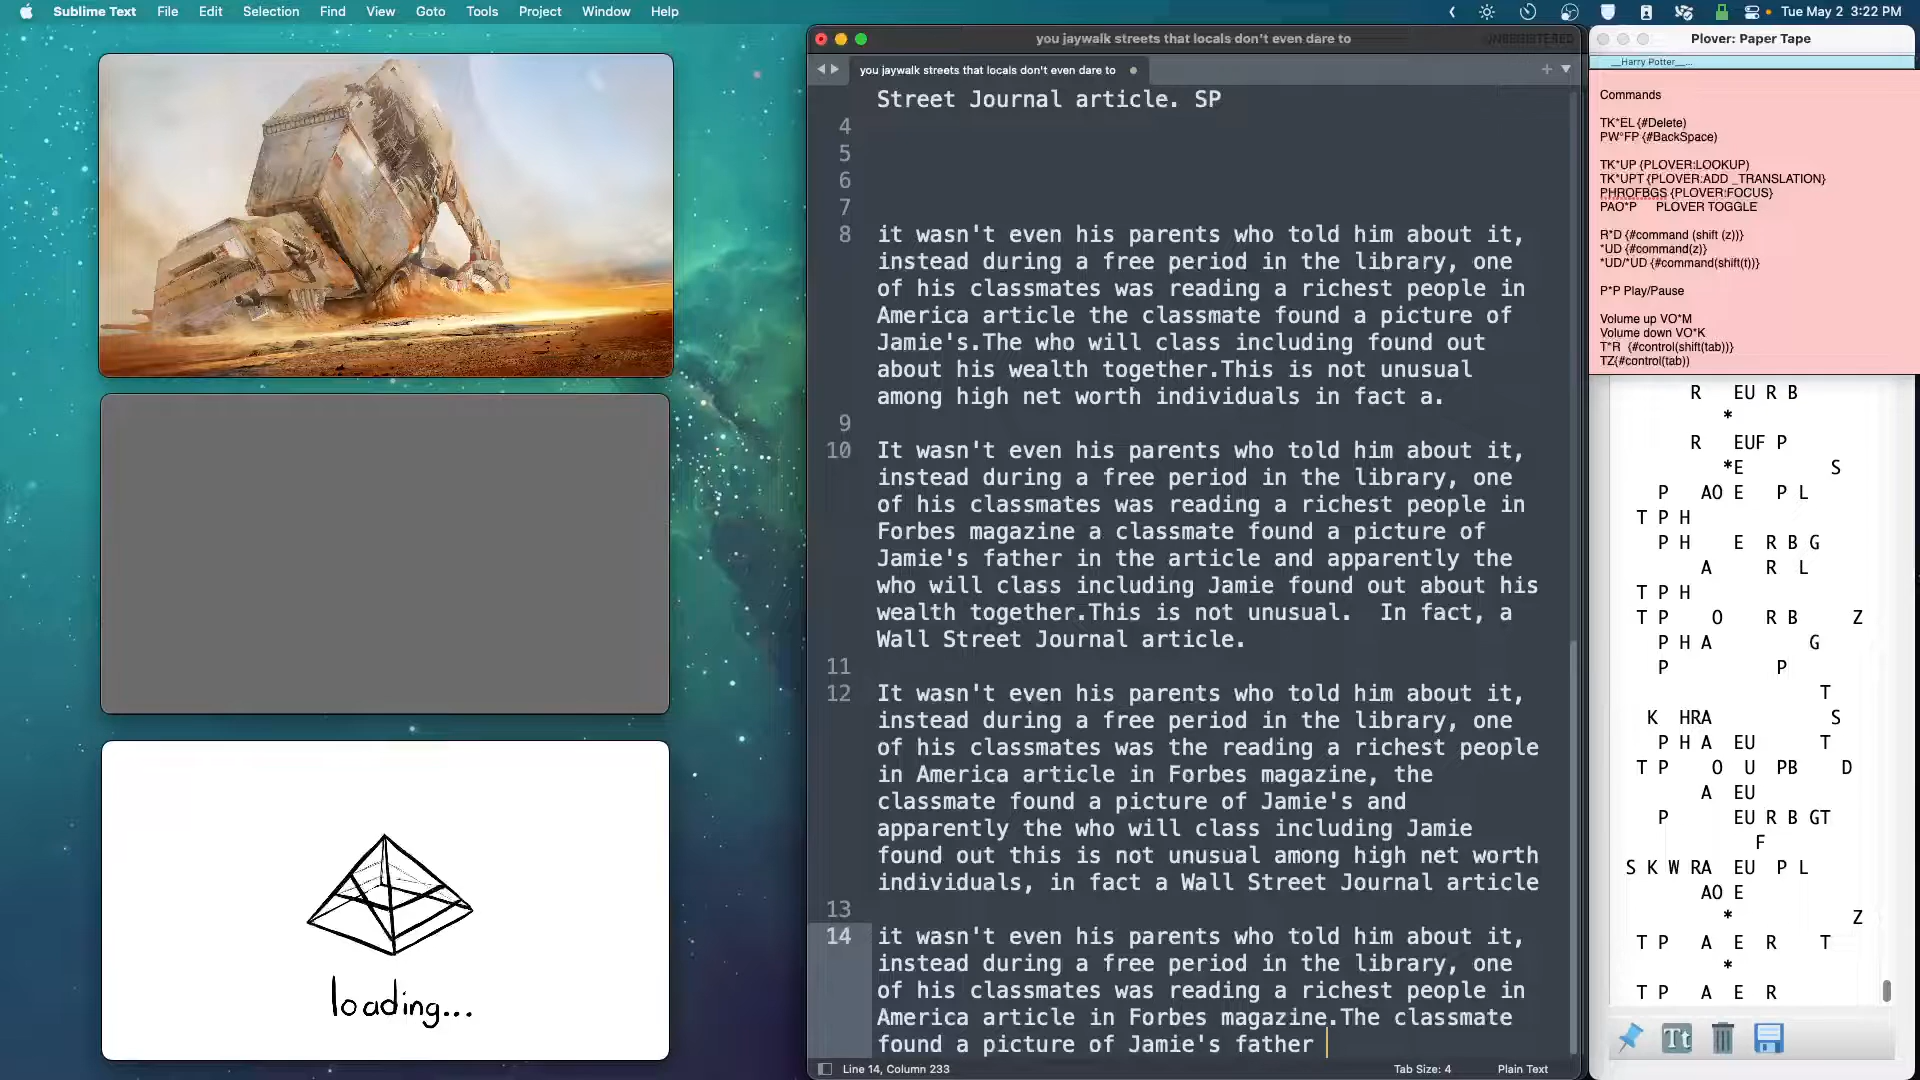 Sublime Text File Edit Selection Find View Goto Tools Project Window Help
Tue May 2 3:22 PM
loading...
you jaywalk streets that locals don't even dare to
UNREGISTERED
you jaywalk streets that locals don't even dare to
Street Journal article. SP
4
5
6
7
8 it wasn't even his parents who told him about it,
instead during a free period in the library, one
of his classmates was reading a richest people in
America article the classmate found a picture of
Jamie's.The who will class including found out
about his wealth together.This is not unusual
among high net worth individuals in fact a.
9
10 It wasn't even his parents who told him about it,
instead during a free period in the library, one
of his classmates was reading a richest people in
Forbes magazine a classmate found a picture of
Jamie's father in the article and apparently the
who will class including Jamie found out about his
wealth together.This is not unusual.  In fact, a
Wall Street Journal article.
11
12 It wasn't even his parents who told him about it,
instead during a free period in the library, one
of his classmates was the reading a richest people
in America article in Forbes magazine, the
classmate found a picture of Jamie's and
apparently the who will class including Jamie
found out this is not unusual among high net worth
individuals, in fact a Wall Street Journal article
13
14 it wasn't even his parents who told him about it,
instead during a free period in the library, one
of his classmates was reading a richest people in
America article in Forbes magazine.The classmate
found a picture of Jamie's father
Line 14, Column 233
Tab Size: 4
Plain Text
Plover: Paper Tape
__Harry Potter__...
Commands
TK*EL {#Delete)
PW*FP {#BackSpace)
TK*UP {PLOVER:LOOKUP)
TK*UPT {PLOVER:ADD _TRANSLATION}
PHROFBGS {PLOVER:FOCUS}
PAO*P PLOVER TOGGLE
R*D {#command (shift (z))}
*UD {#command(z)}
*UD/*UD {#command(shift(t))}
P*P Play/Pause
Volume up VO*M
Volume down VO*K
T*R {#control(shift(tab))}
TZ{#control(tab))
R EU R B
*
R EUF P
*E S
P AO E P L
T P H
P H E R B G
A R L
T P H
T P O R B Z
P H A G
P P
T
K HRA S
P H A EU T
T P O U PB D
A EU
P EU R B GT
F
S K W RA EU P L
AO E
* Z
T P A E R T
*
T P A E R
Tt